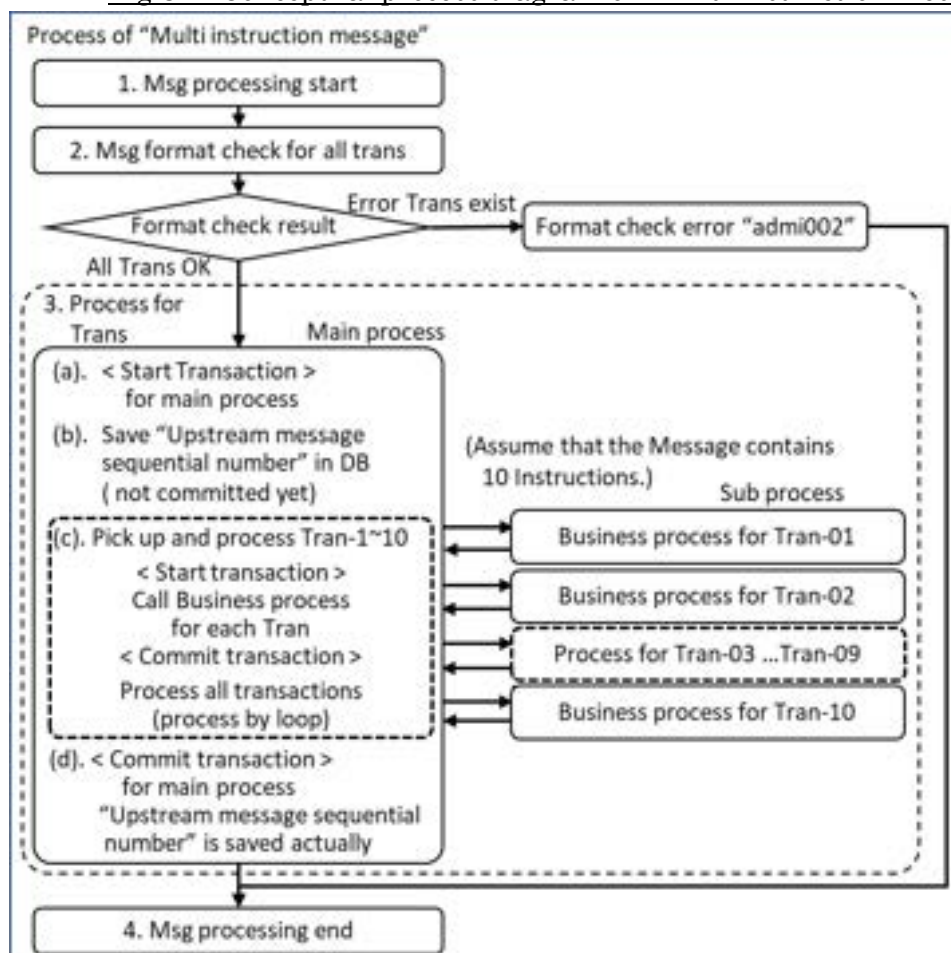 Process of “Multi instruction message”
1. Msg processing start
2. Msg format check for all trans
Error Trans exist
Format check result
Format check error “admi002”
All Trans OK
3. Process for
Trans
Main process
(a). < Start Transaction >
for main process
(b). Save “Upstream message
sequential number” in DB
( not committed yet)
(Assume that the Message contains
10 Instructions.)
Sub process
(c). Pick up and process Tran-1~10
< Start transaction >
Call Business process
for each Tran
< Commit transaction >
Process all transactions
(process by loop)
Business process for Tran-01
Business process for Tran-02
Process for Tran-03 ...Tran-09
Business process for Tran-10
(d). < Commit transaction >
for main process
“Upstream message sequential
number” is saved actually
4. Msg processing end